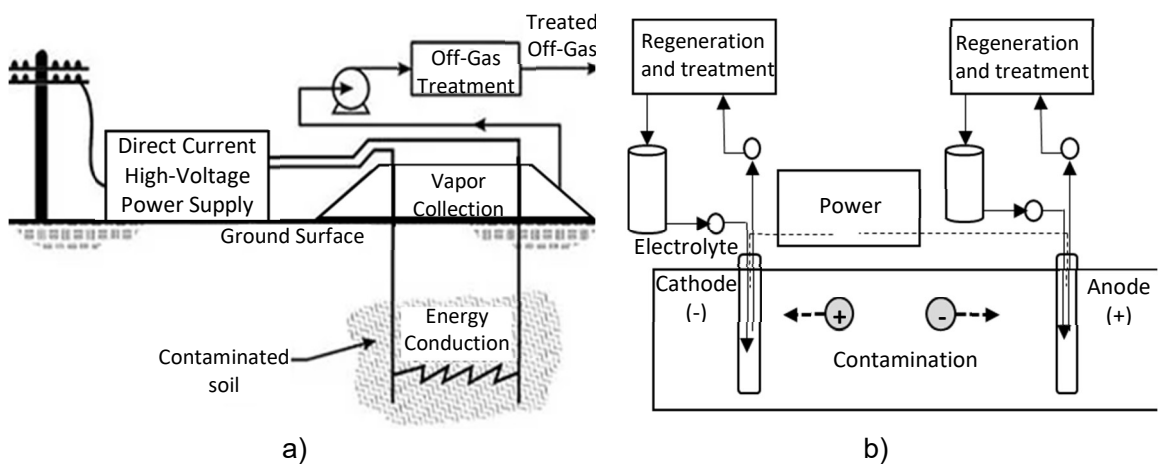 Treated
Off-Gas
Off-Gas
Treatment
Direct Current
High-Voltage
Power Supply
Vapor
Collection
Ground Surface
Energy
Conduction
Contaminated
soil
a)
Regeneration
and treatment
Regeneration
and treatment
Power
Electrolyte
Cathode
(-)
+
-
Anode
(+)
Contamination
b)